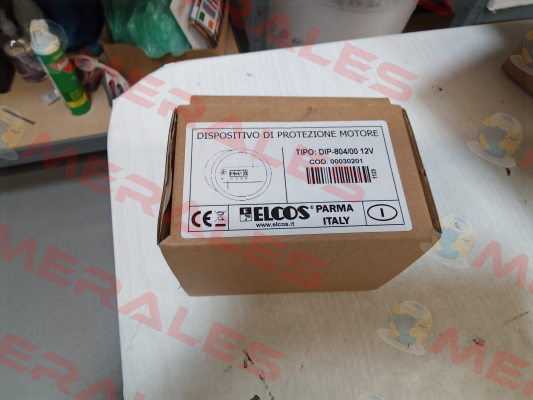 DISPOSITIVO DI PROTEZIONE MOTORE
TIPO: DIP-804/00 12V
COD. 00030201
CE
ELCOS® PARMA
ITALY
www.elcos.it
I
MERALES
MERALES
MERALES
MERALES